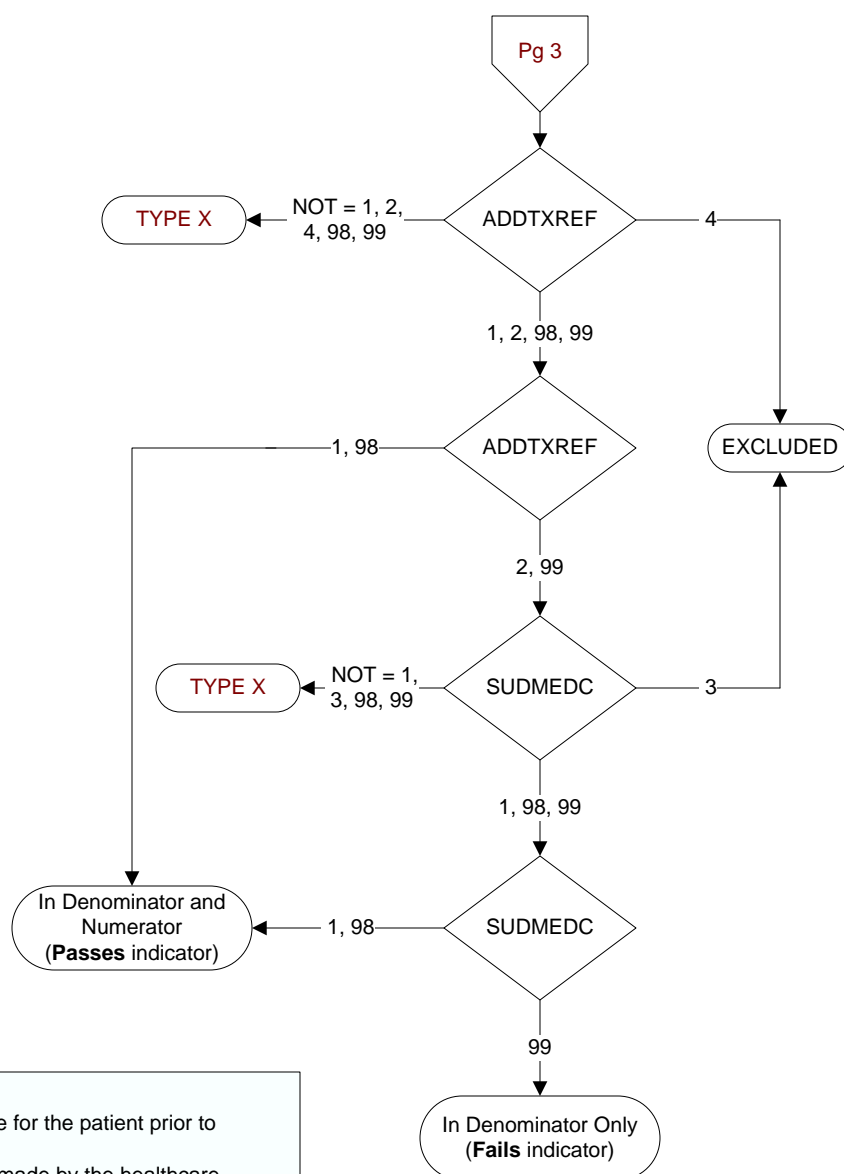 Pg 3
TYPE X
NOT = 1, 2,
4, 98, 99
ADDTXREF
4
1, 2, 98, 99
1, 98
ADDTXREF
EXCLUDED
2, 99
TYPE X
NOT = 1,
3, 98, 99
SUDMEDC
3
1, 98, 99
In Denominator and
Numerator
(Passes indicator)
1, 98
SUDMEDC
99
e for the patient prior to
In Denominator Only
(Fails indicator)
made by the healthcare